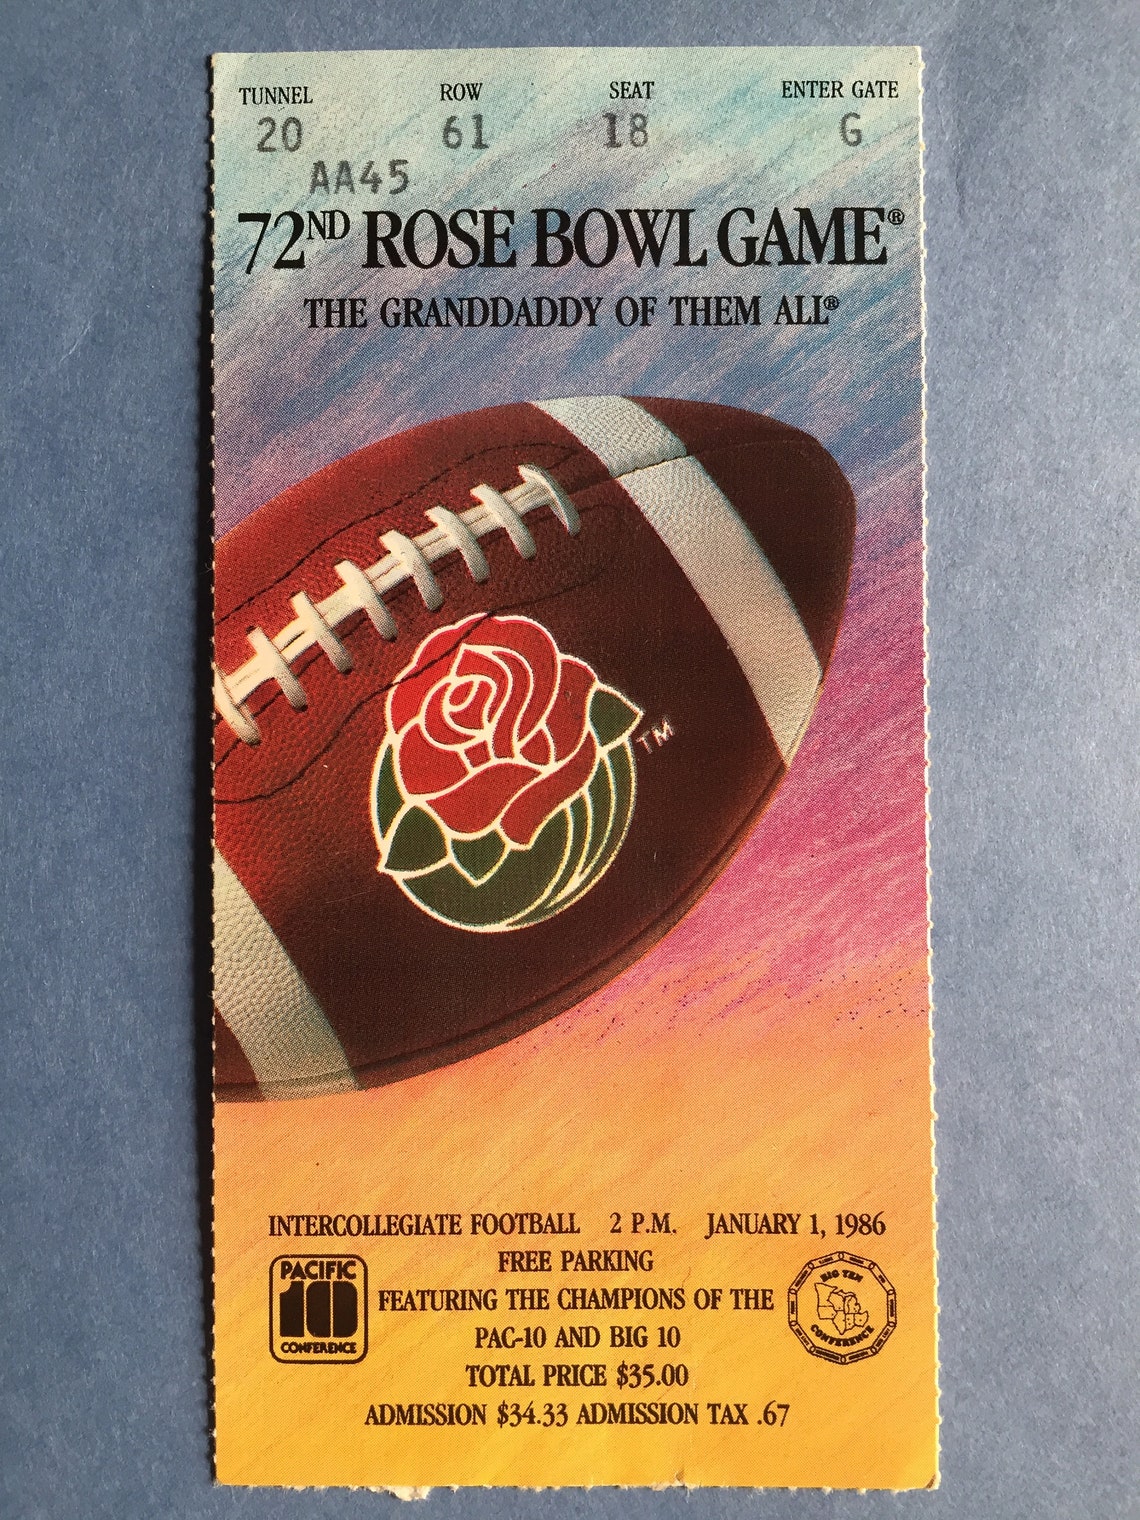 TUNNEL ROW SEAT ENTER GATE
20 61 18 G
AA45
72ND ROSE BOWL GAME®
THE GRANDDADDY OF THEM ALL®
TM
INTERCOLLEGIATE FOOTBALL 2 P.M. JANUARY 1, 1986
FREE PARKING
PACIFIC
10
CONFERENCE
FEATURING THE CHAMPIONS OF THE
PAC-10 AND BIG 10
BIG TEN
CONFERENCE
TOTAL PRICE $35.00
ADMISSION $34.33 ADMISSION TAX .67